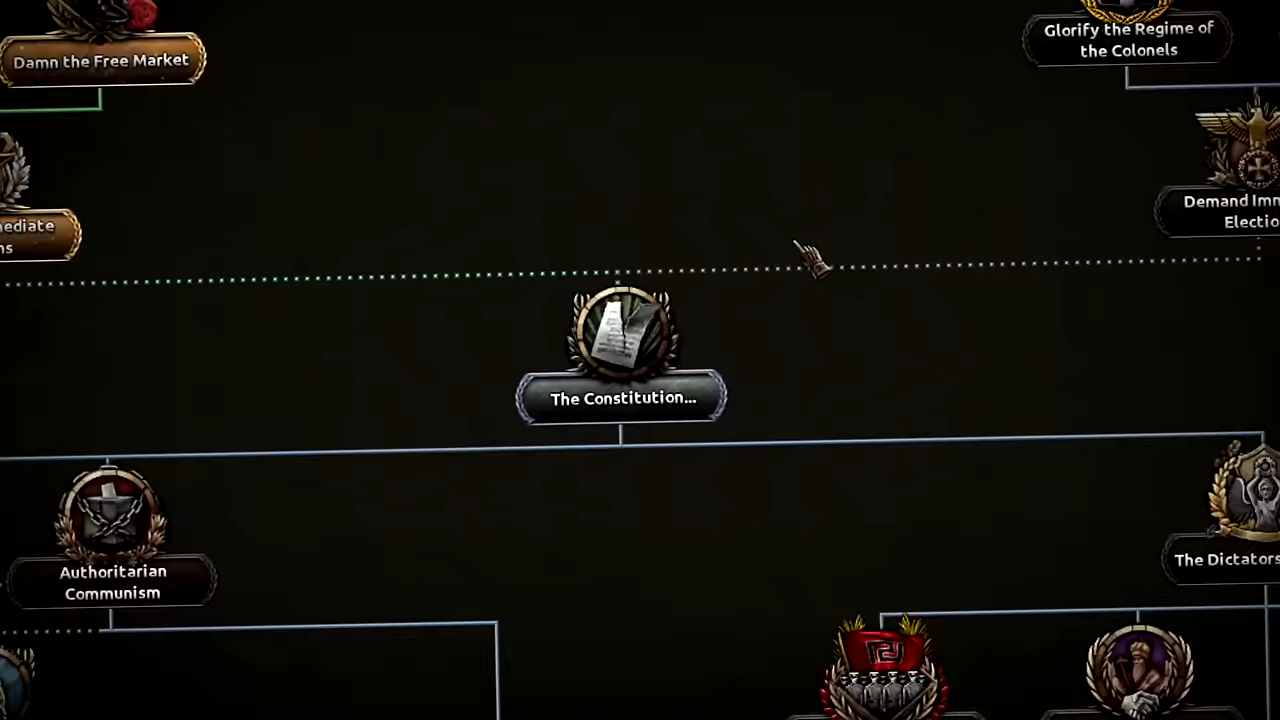 Glorify the Regime of
the Colonels
Damn the Free Market
Demand Imm
Electio
ediate
ns
The Constitution...
The Dictators
Authoritarian
Communism